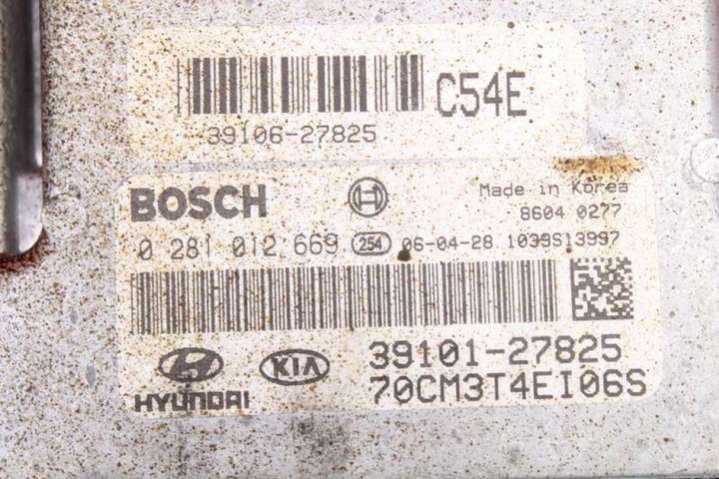 C54E
39106-27825
BOSCH
Made in Korea
8604 0277
0 281 012 669 254 06-04-28 1039S13997
39101-27825
HYUNDAI KIA
70CM3T4EI06S